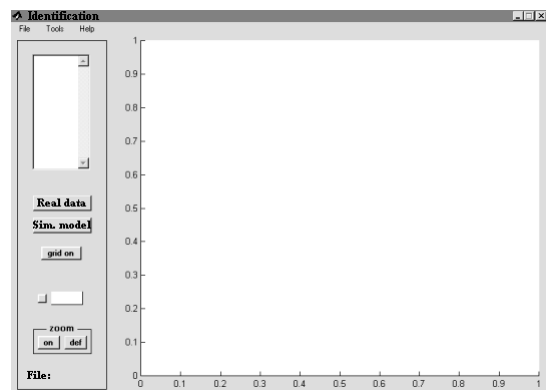 Identification
File Tools Help
Real data
Sim. model
grid on
zoom
on def
File:
1
0.9
0.8
0.7
0.6
0.5
0.4
0.3
0.2
0.1
0
0 0.1 0.2 0.3 0.4 0.5 0.6 0.7 0.8 0.9 1